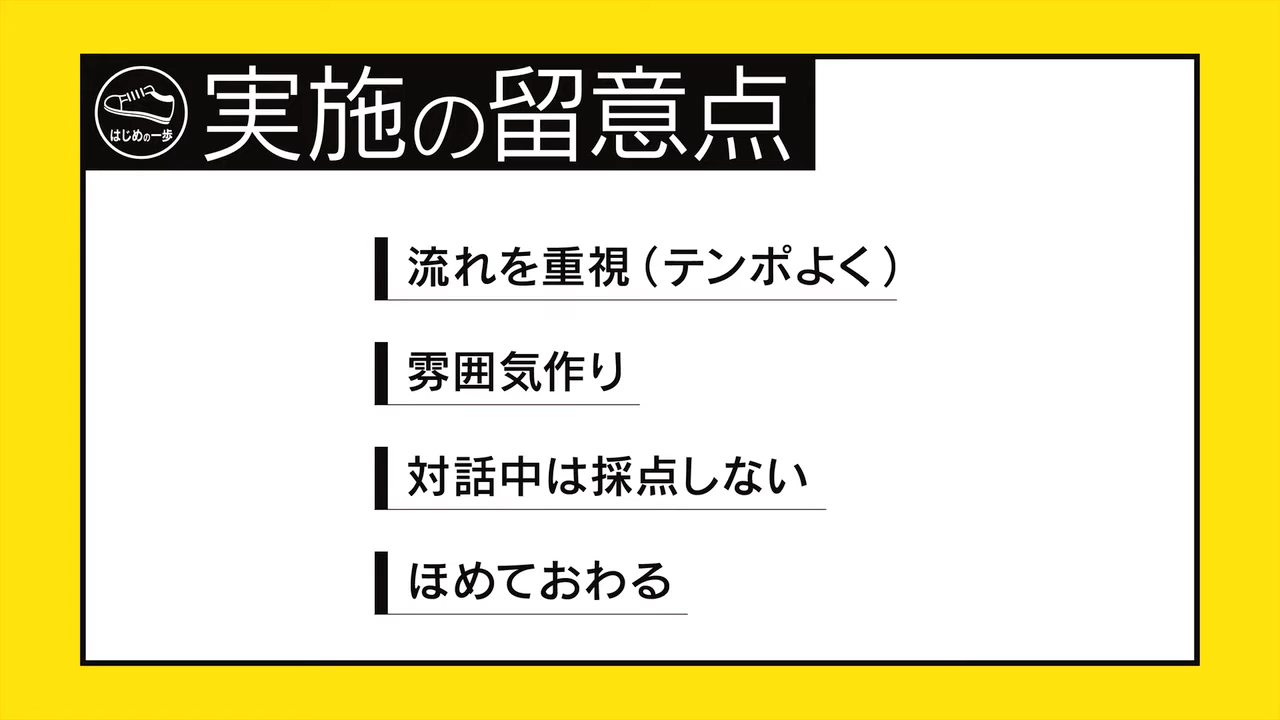 はじめの一歩
実施の留意点
流れを重視（テンポよく）
雰囲気作り
対話中は採点しない
ほめておわる